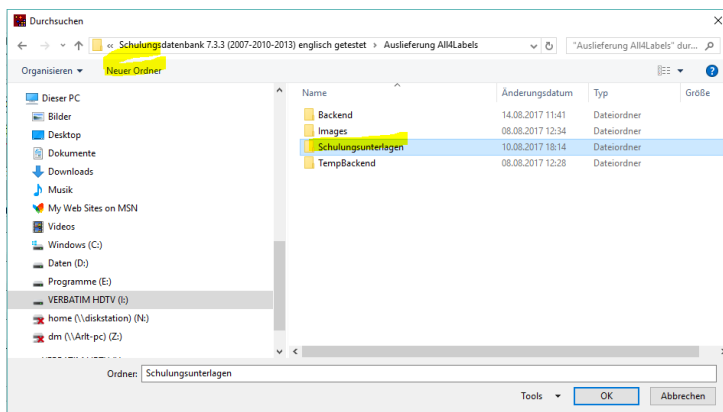 Durchsuchen
« Schulungsdatenbank 7.3.3 (2007-2010-2013) englisch getestet › Auslieferung All4Labels
"Auslieferung All4Labels" dur...
Organisieren Neuer Ordner
Dieser PC
Bilder
Desktop
Dokumente
Downloads
Musik
My Web Sites on MSN
Videos
Windows (C:)
Daten (D:)
Programme (E:)
VERBATIM HDTV (I:)
home (\\diskstation) (N:)
dm (\\Arlt-pc) (Z:)
Name Änderungsdatum Typ Größe
Backend 14.08.2017 11:41 Dateiordner
Images 08.08.2017 12:34 Dateiordner
Schulungsunterlagen 10.08.2017 18:14 Dateiordner
TempBackend 08.08.2017 12:28 Dateiordner
Ordner: Schulungsunterlagen
Tools OK Abbrechen